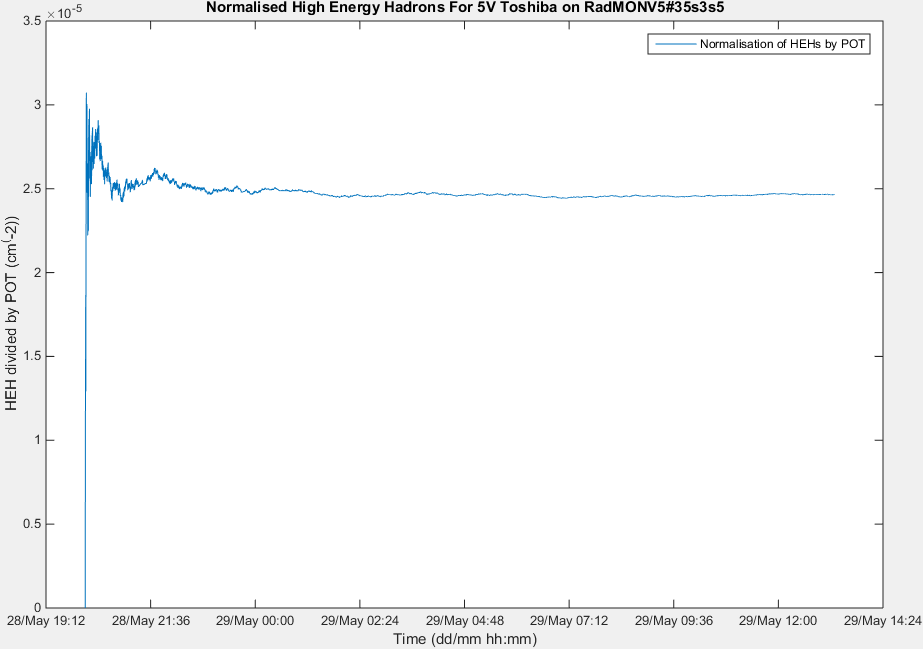 Normalised High Energy Hadrons For 5V Toshiba on RadMONV5#35s3s5
×10⁻⁵
Normalisation of HEHs by POT
3.5
3
2.5
2
1.5
1
0.5
0
HEH divided by POT (cm⁽-2))
28/May 19:12 28/May 21:36 29/May 00:00 29/May 02:24 29/May 04:48 29/May 07:12 29/May 09:36 29/May 12:00 29/May 14:24
Time (dd/mm hh:mm)